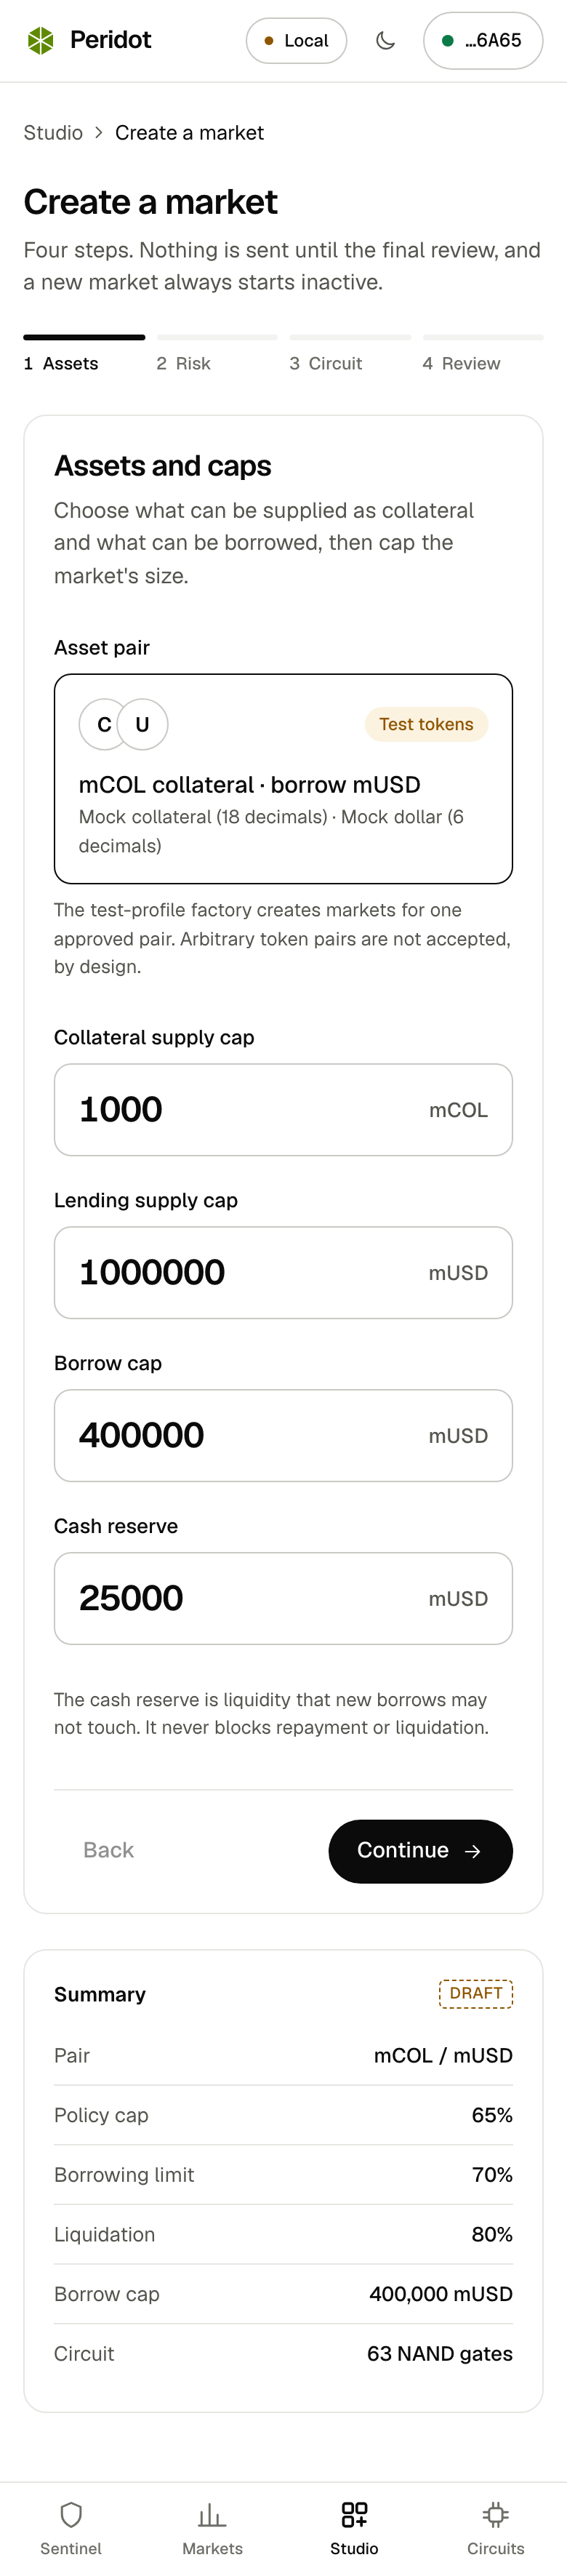 Peridot
Local
...6A65
Studio > Create a market
Create a market
Four steps. Nothing is sent until the final review, and
a new market always starts inactive.
1 Assets
2 Risk
3 Circuit
4 Review
Assets and caps
Choose what can be supplied as collateral
and what can be borrowed, then cap the
market's size.
Asset pair
C U
Test tokens
mCOL collateral · borrow mUSD
Mock collateral (18 decimals) · Mock dollar (6
decimals)
The test-profile factory creates markets for one
approved pair. Arbitrary token pairs are not accepted,
by design.
Collateral supply cap
1000 mCOL
Lending supply cap
1000000 mUSD
Borrow cap
400000 mUSD
Cash reserve
25000 mUSD
The cash reserve is liquidity that new borrows may
not touch. It never blocks repayment or liquidation.
Back
Continue →
Summary
DRAFT
Pair mCOL / mUSD
Policy cap 65%
Borrowing limit 70%
Liquidation 80%
Borrow cap 400,000 mUSD
Circuit 63 NAND gates
Sentinel
Markets
Studio
Circuits